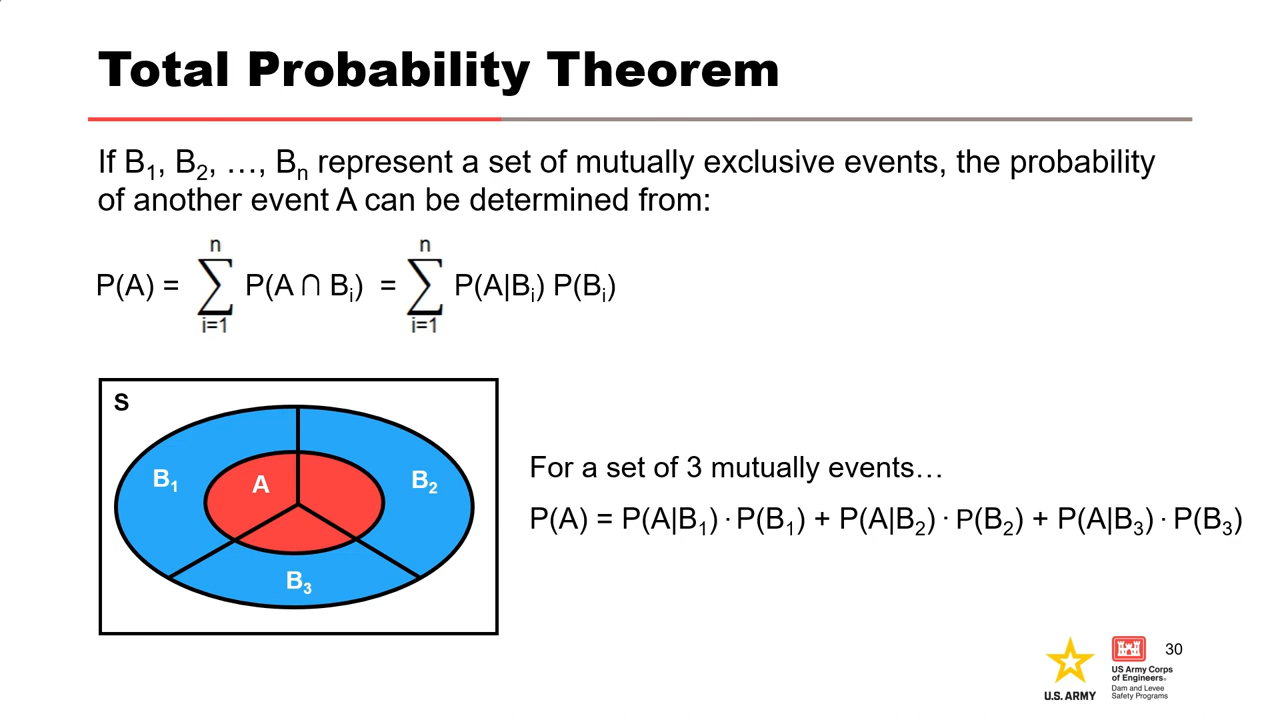 Total Probability Theorem
If B₁, B₂, …, Bₙ represent a set of mutually exclusive events, the probability
of another event A can be determined from:
P(A) = ∑ᵢ₌₁ⁿ P(A ∩ Bᵢ) = ∑ᵢ₌₁ⁿ P(A|Bᵢ) P(Bᵢ)
S
B₁
A
B₂
B₃
For a set of 3 mutually events…
P(A) = P(A|B₁) · P(B₁) + P(A|B₂) · P(B₂) + P(A|B₃) · P(B₃)
U.S. ARMY
US Army Corps
of Engineers®
Dam and Levee
Safety Programs
30